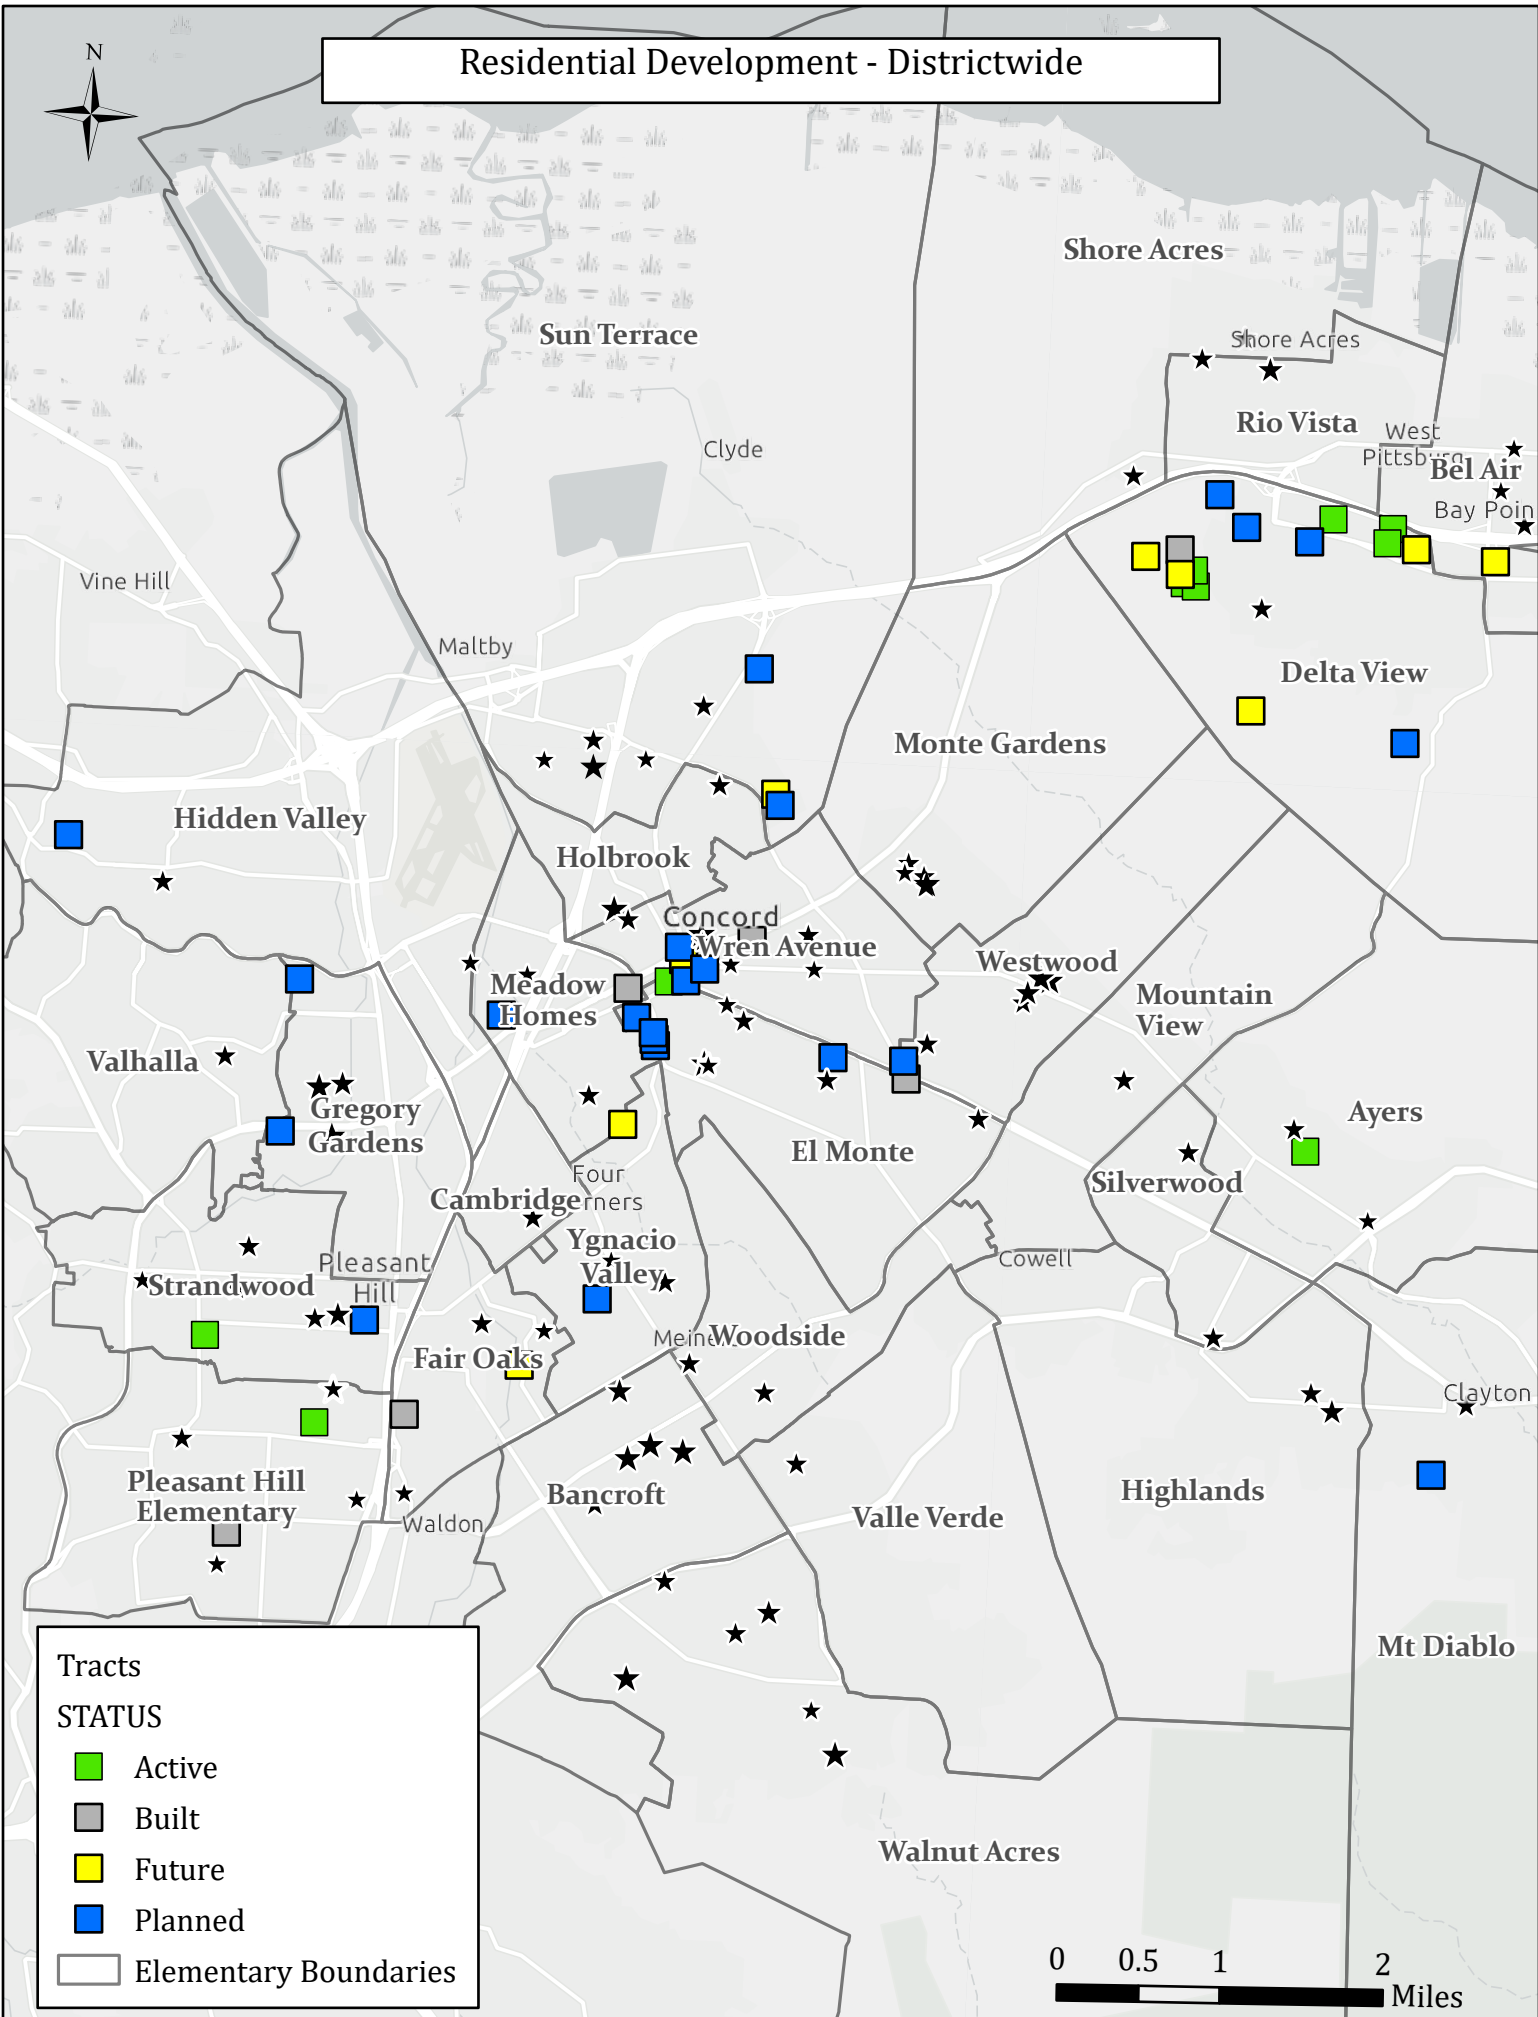 Residential Development - Districtwide
N
Shore Acres
Sun Terrace
Shore Acres
Rio Vista
West
Pittsburg
Bel Air
Clyde
Bay Poin
Vine Hill
Maltby
Delta View
Monte Gardens
Hidden Valley
Holbrook
Concord
Wren Avenue
Westwood
Meadow
Homes
Mountain
View
Valhalla
Gregory
Gardens
Ayers
El Monte
Four
rners
Silverwood
Cambridge
Ygnacio
Valley
Cowell
Pleasant
Hill
Strandwood
Meine
Woodside
Fair Oaks
Clayton
Pleasant Hill
Elementary
Bancroft
Highlands
Valle Verde
Waldon
Mt Diablo
Walnut Acres
Tracts
STATUS
Active
Built
Future
Planned
Elementary Boundaries
0 0.5 1 2
Miles